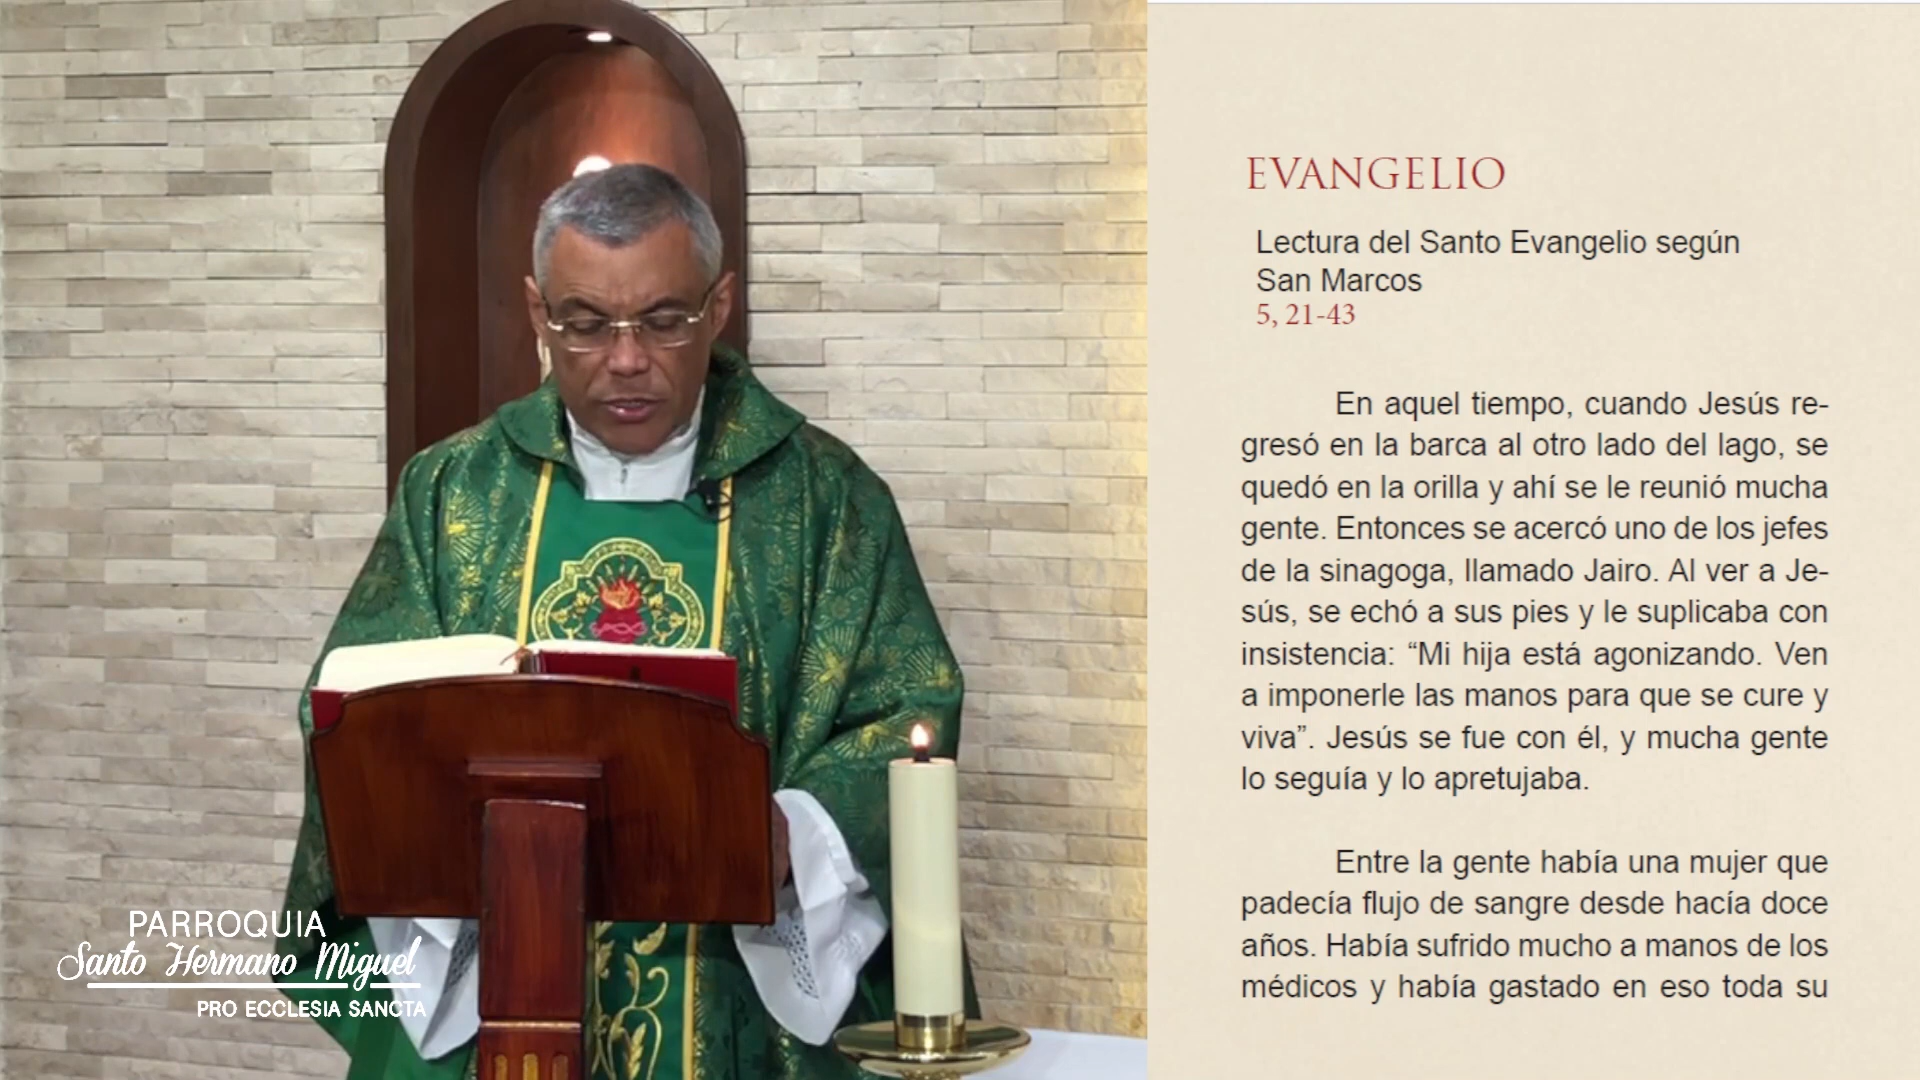 EVANGELIO
Lectura del Santo Evangelio según
San Marcos
5, 21-43
En aquel tiempo, cuando Jesús re-
gresó en la barca al otro lado del lago, se
quedó en la orilla y ahí se le reunió mucha
gente. Entonces se acercó uno de los jefes
de la sinagoga, llamado Jairo. Al ver a Je-
sús, se echó a sus pies y le suplicaba con
insistencia: “Mi hija está agonizando. Ven
a imponerle las manos para que se cure y
viva”. Jesús se fue con él, y mucha gente
lo seguía y lo apretujaba.
Entre la gente había una mujer que
padecía flujo de sangre desde hacía doce
años. Había sufrido mucho a manos de los
médicos y había gastado en eso toda su
PARROQUIA
Santo Hermano Miguel
PRO ECCLESIA SANCTA